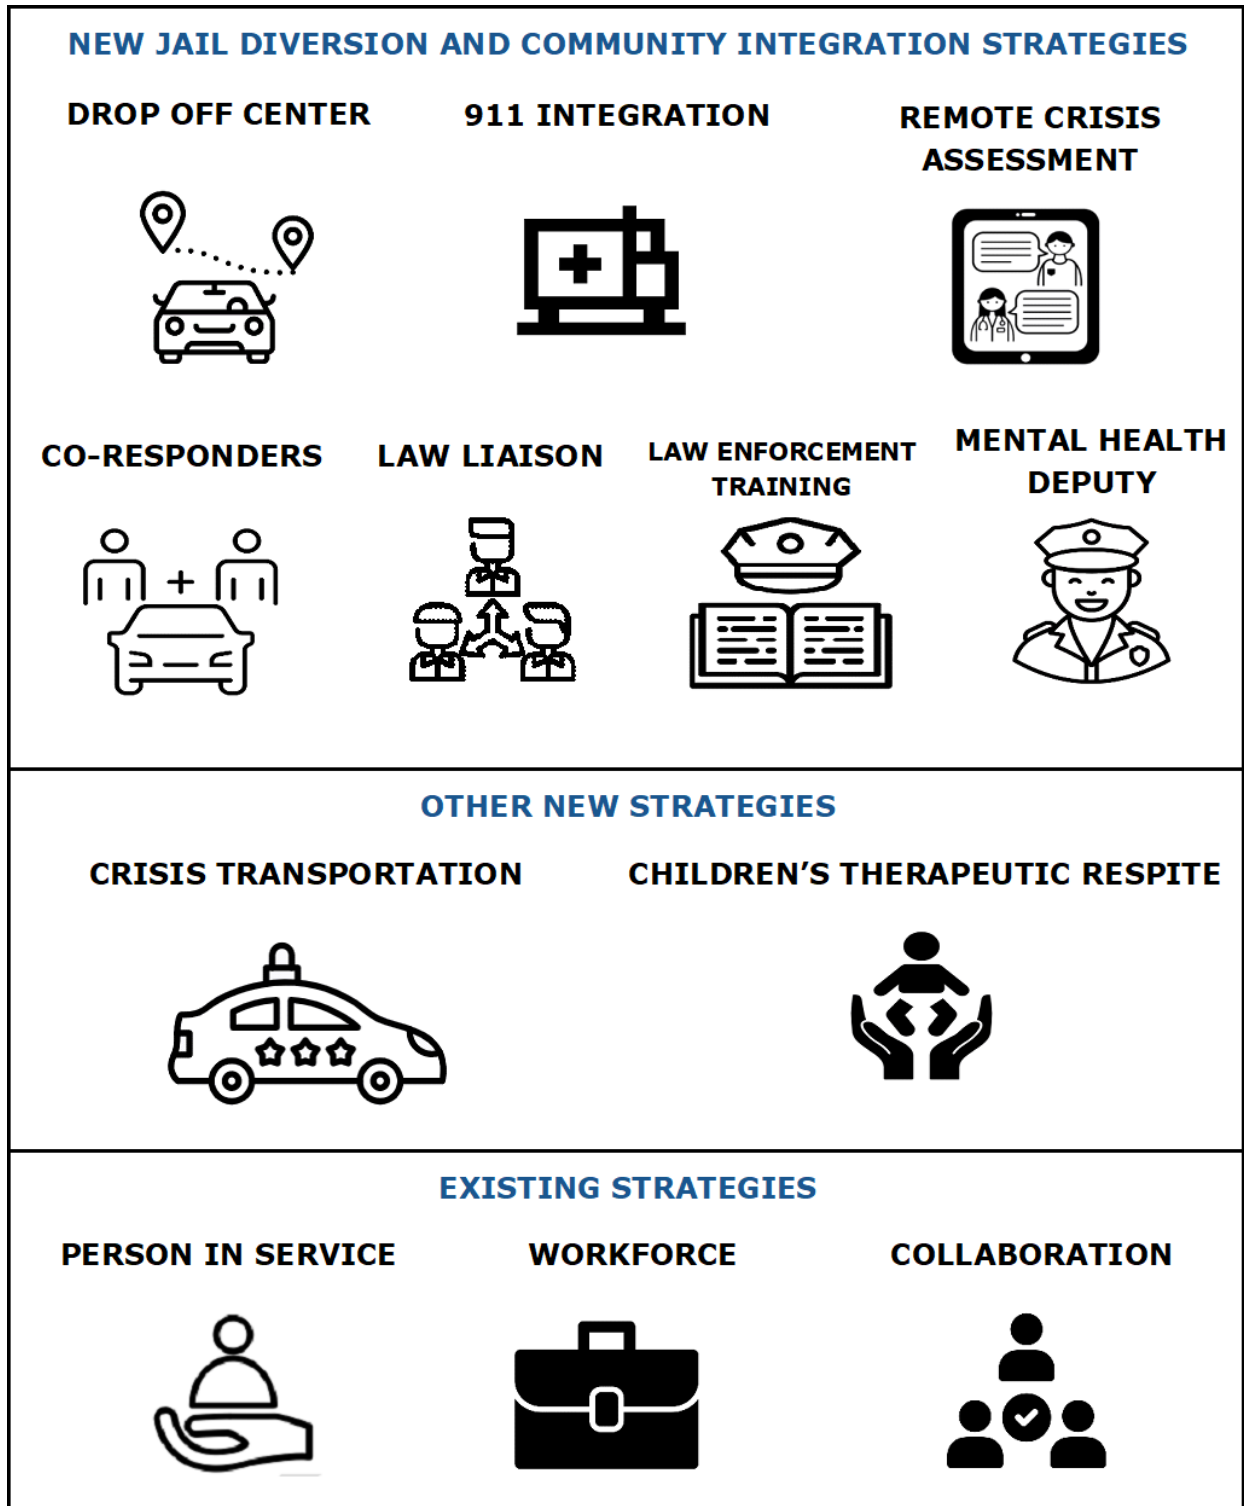 NEW JAIL DIVERSION AND COMMUNITY INTEGRATION STRATEGIES
DROP OFF CENTER
911 INTEGRATION
REMOTE CRISIS
ASSESSMENT
CO-RESPONDERS
LAW LIAISON
LAW ENFORCEMENT
TRAINING
MENTAL HEALTH
DEPUTY
OTHER NEW STRATEGIES
CRISIS TRANSPORTATION
CHILDREN’S THERAPEUTIC RESPITE
EXISTING STRATEGIES
PERSON IN SERVICE
WORKFORCE
COLLABORATION